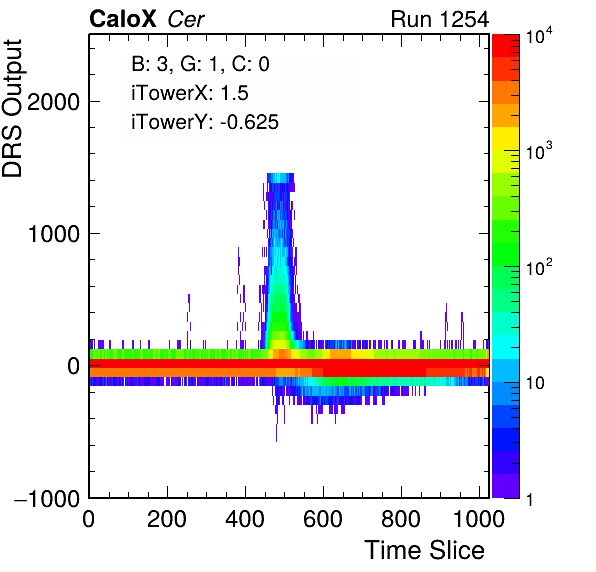 CaloX Cer
Run 1254
B: 3, G: 1, C: 0
iTowerX: 1.5
iTowerY: -0.625
DRS Output
2000
1000
0
−1000
0 200 400 600 800 1000
Time Slice
10^4
10^3
10^2
10
1